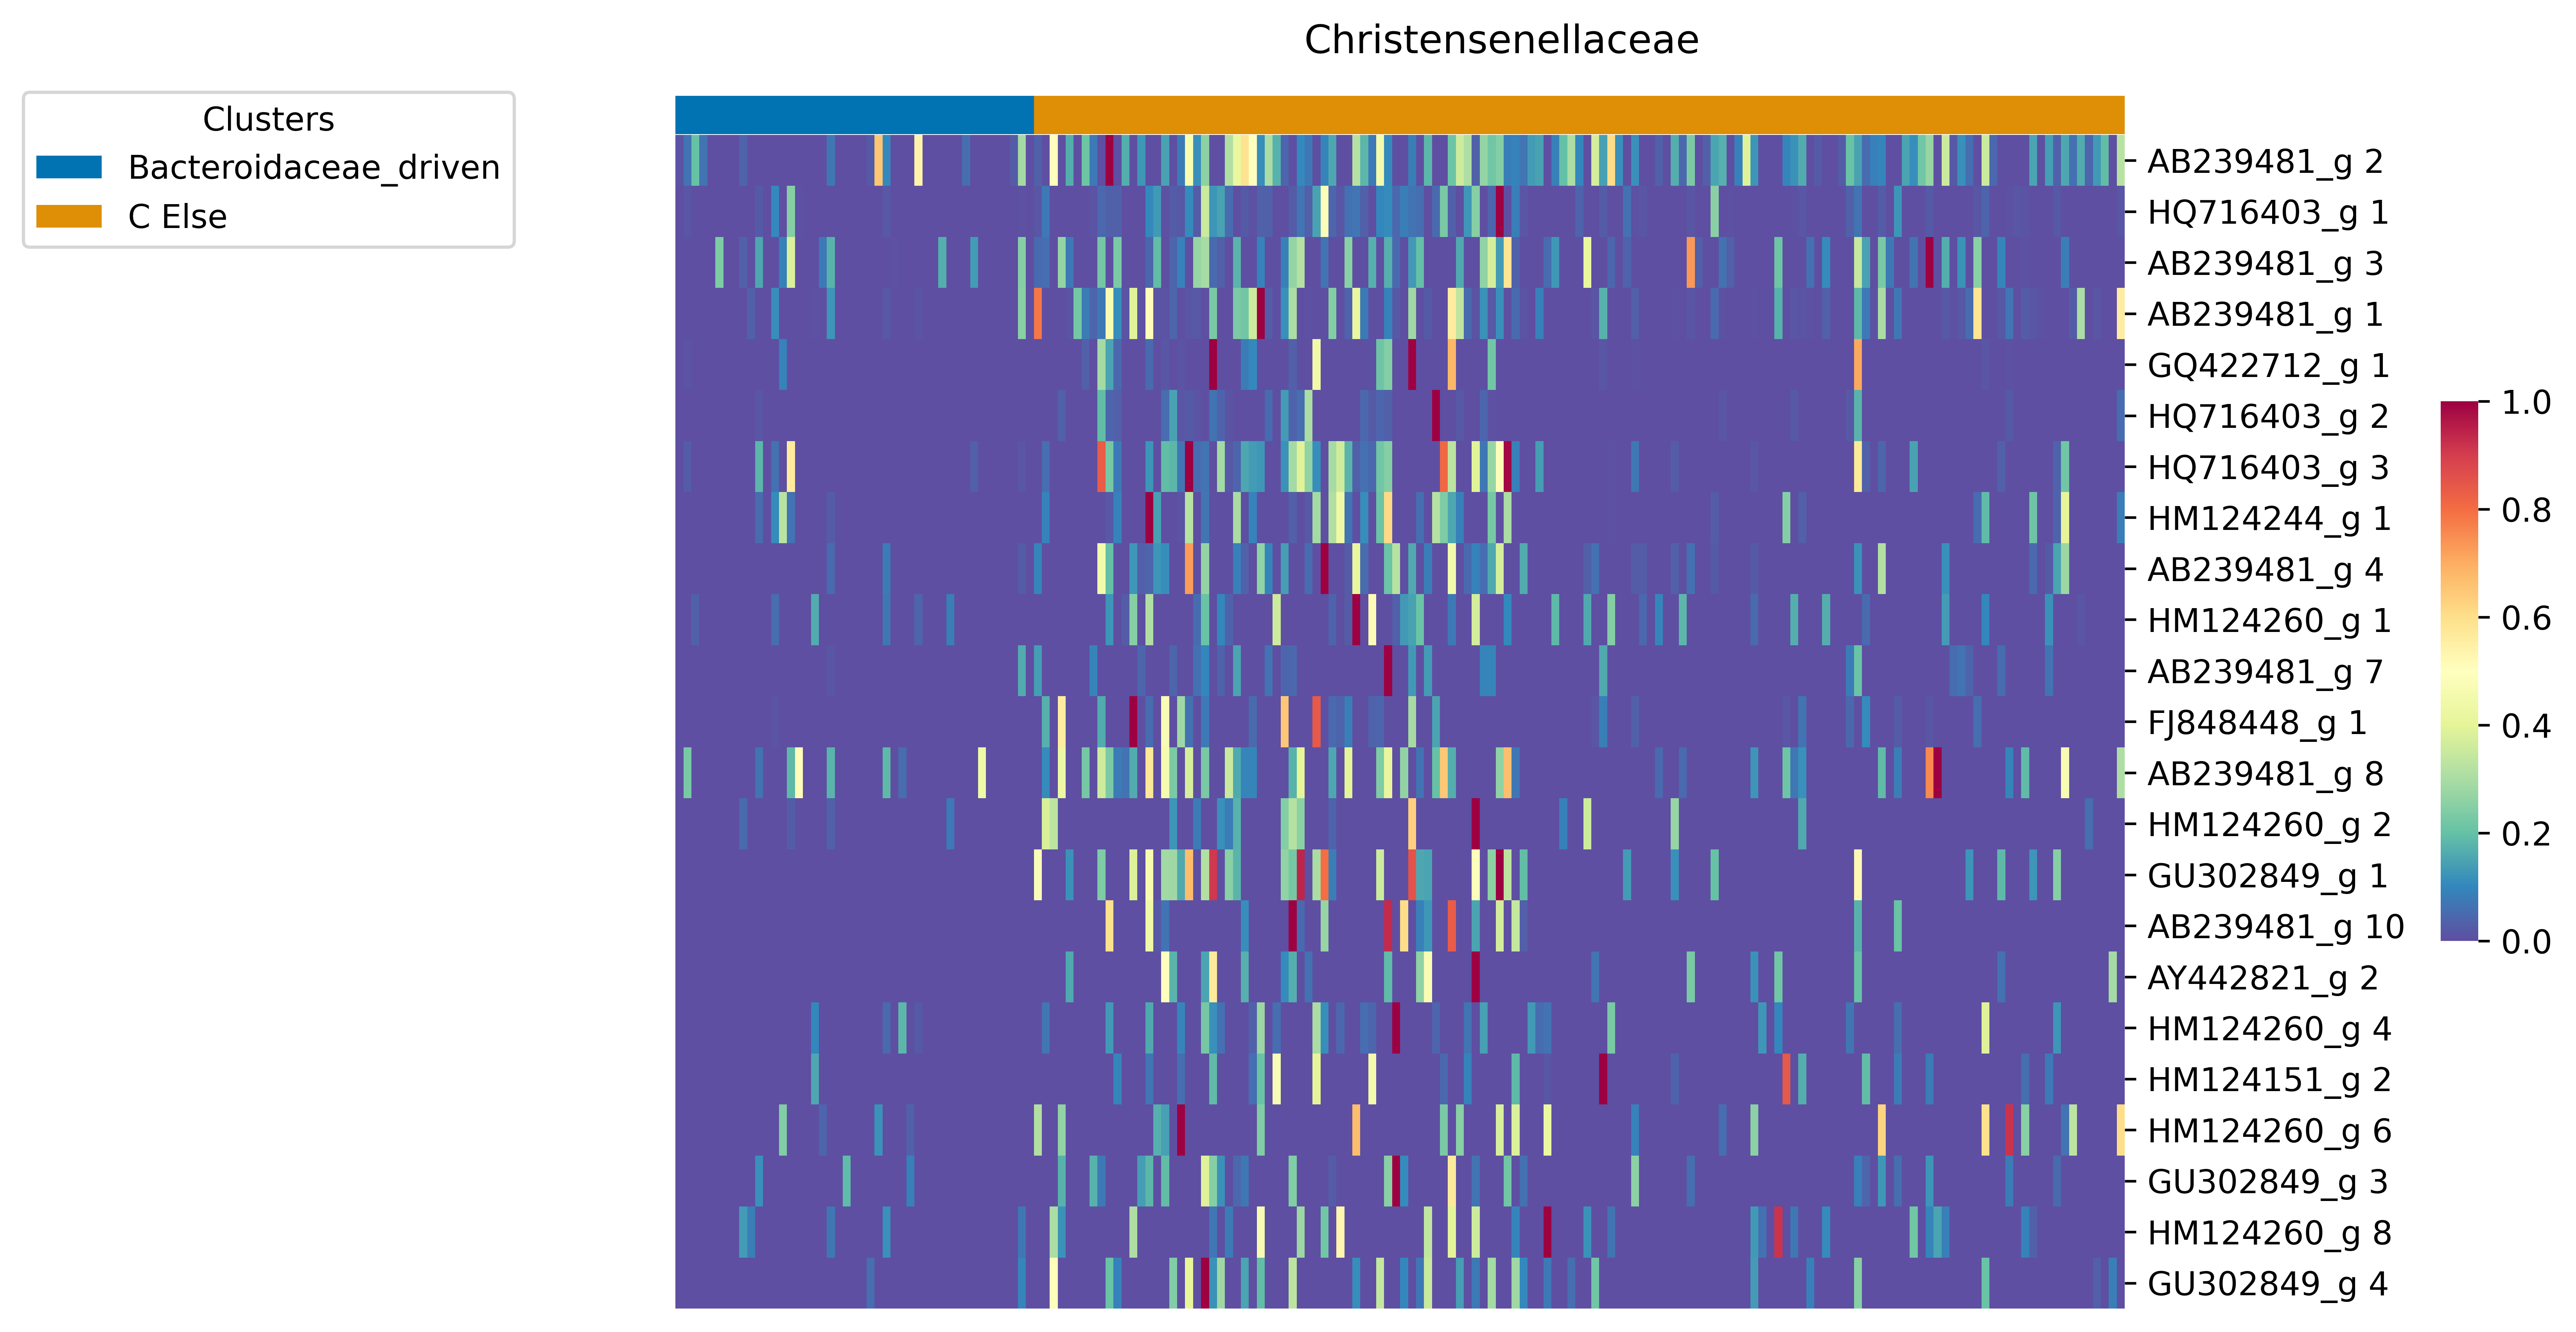 Christensenellaceae
Clusters
Bacteroidaceae_driven
C Else
AB239481_g 2
HQ716403_g 1
AB239481_g 3
AB239481_g 1
GQ422712_g 1
HQ716403_g 2
HQ716403_g 3
HM124244_g 1
AB239481_g 4
HM124260_g 1
AB239481_g 7
FJ848448_g 1
AB239481_g 8
HM124260_g 2
GU302849_g 1
AB239481_g 10
AY442821_g 2
HM124260_g 4
HM124151_g 2
HM124260_g 6
GU302849_g 3
HM124260_g 8
GU302849_g 4
1.0
0.8
0.6
0.4
0.2
0.0